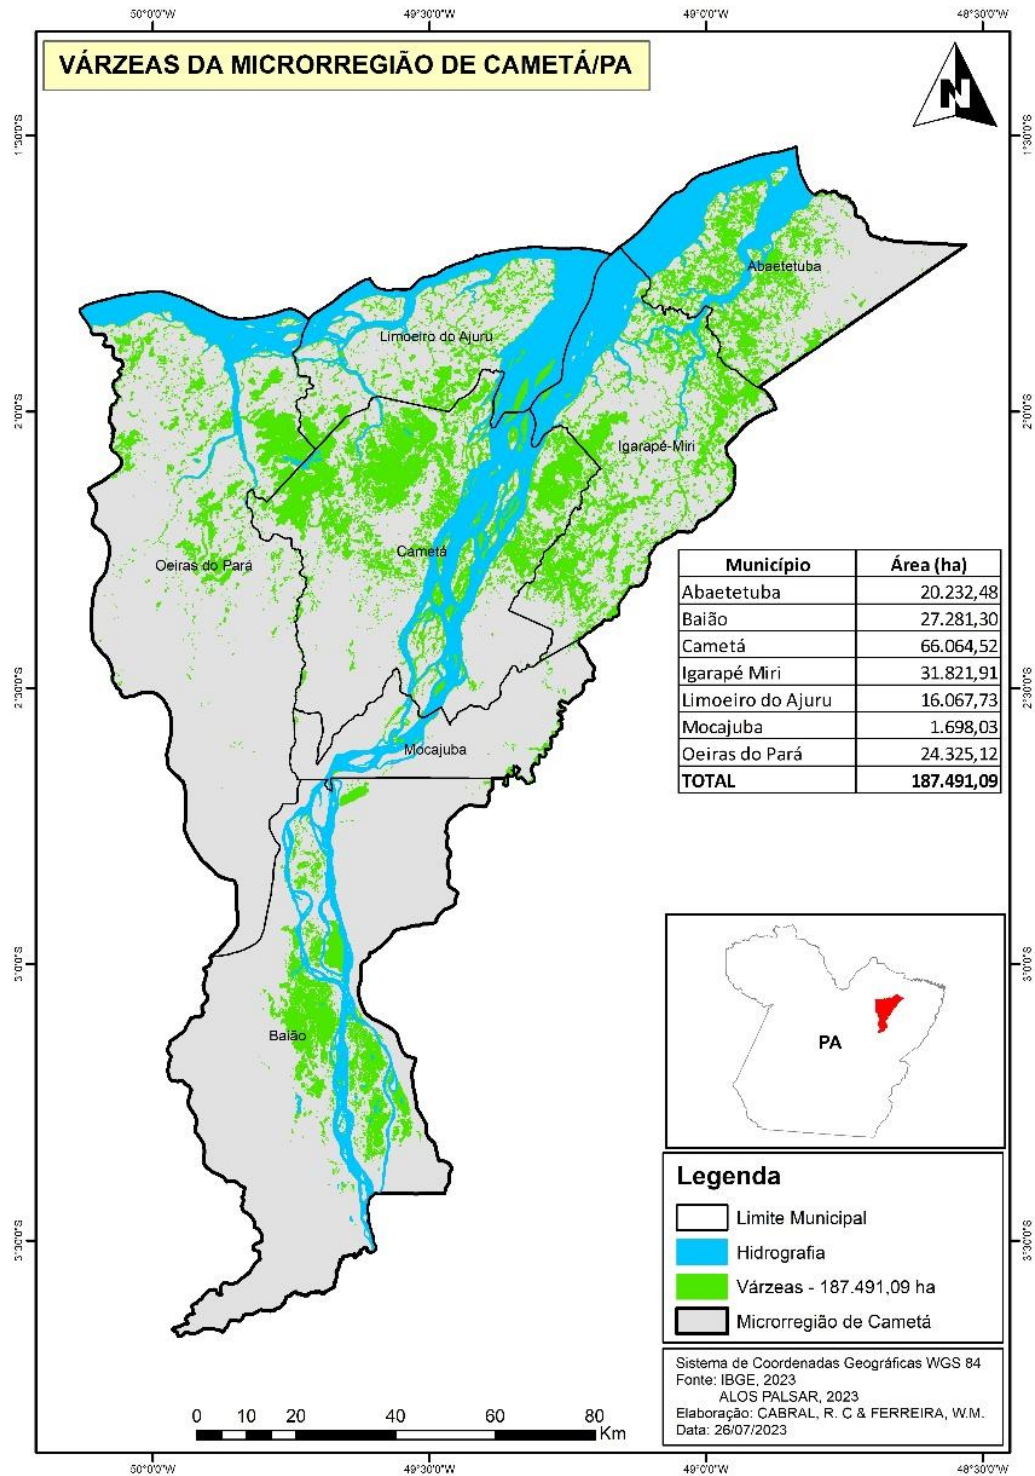 50°0'0"W 49°30'0"W 49°0'0"W 48°30'0"W
VÁRZEAS DA MICRORREGIÃO DE CAMETÁ/PA
N
1°30'0"S 1°30'0"S
Abaetetuba
Limoeiro do Ajuru
2°0'0"S 2°0'0"S
Igarapé-Miri
Cametá
Oeiras do Pará
Município Área (ha)
Abaetetuba 20.232,48
Baião 27.281,30
Cametá 66.064,52
Igarapé Miri 31.821,91
Limoeiro do Ajuru 16.067,73
Mocajuba 1.698,03
Oeiras do Pará 24.325,12
TOTAL 187.491,09
2°30'0"S 2°30'0"S
Mocajuba
3°0'0"S 3°0'0"S
Baião
PA
Legenda
Limite Municipal
Hidrografia
Várzeas - 187.491,09 ha
Microrregião de Cametá
3°30'0"S 3°30'0"S
Sistema de Coordenadas Geográficas WGS 84
Fonte: IBGE, 2023
ALOS PALSAR, 2023
Elaboração: CABRAL, R. C & FERREIRA, W.M.
Data: 26/07/2023
0 10 20 40 60 80
Km
50°0'0"W 49°30'0"W 49°0'0"W 48°30'0"W